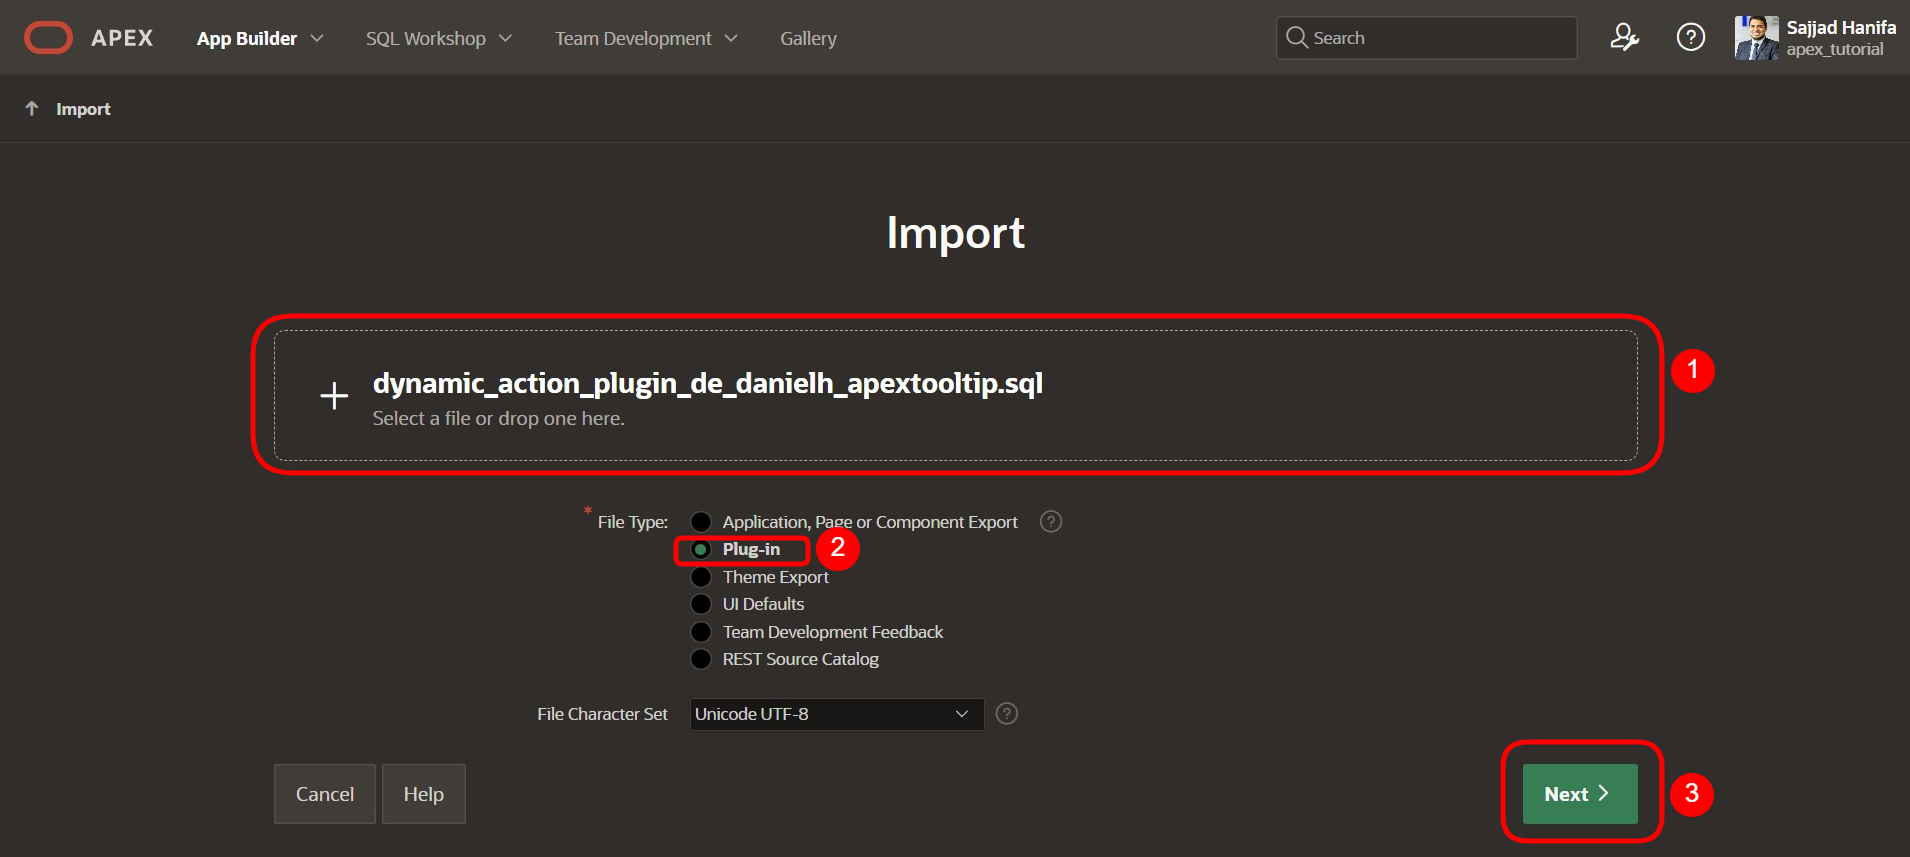 APEX App Builder SQL Workshop Team Development Gallery Search ? Sajjad Hanifa
apex_tutorial
Import
Import
dynamic_action_plugin_de_danielh_apextooltip.sql
Select a file or drop one here.
1
* File Type: Application, Page or Component Export ?
Plug-in 2
Theme Export
UI Defaults
Team Development Feedback
REST Source Catalog
File Character Set Unicode UTF-8 ?
Cancel Help Next 3